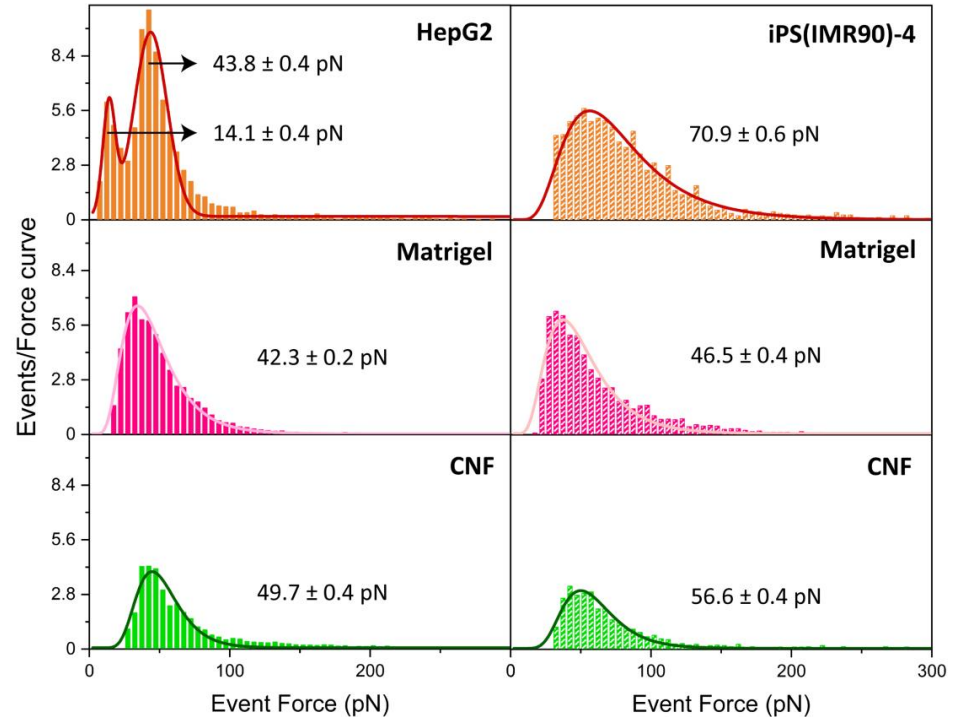 HepG2
43.8 ± 0.4 pN
14.1 ± 0.4 pN
8.4
5.6
2.8
0
iPS(IMR90)-4
70.9 ± 0.6 pN
Matrigel
42.3 ± 0.2 pN
8.4
5.6
2.8
0
Matrigel
46.5 ± 0.4 pN
Events/Force curve
CNF
49.7 ± 0.4 pN
8.4
5.6
2.8
0
CNF
56.6 ± 0.4 pN
0 100 200 0 100 200 300
Event Force (pN) Event Force (pN)